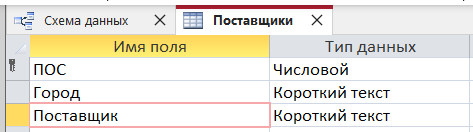 Схема данных × Поставщики ×
Имя поля Тип данных
ПОС Числовой
Город Короткий текст
Поставщик Короткий текст